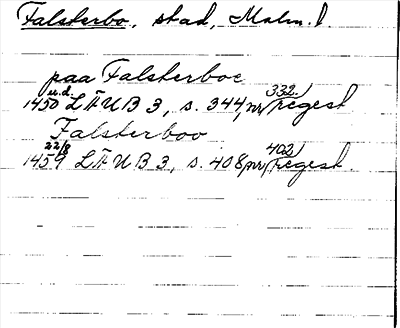 Falsterbo, stad, Malm. l.
paa Falsterboe
1450 u.d. LÄUB 3, s. 344, nr 332 (regest)
Falsterboo
1459 22/8 LÄUB 3, s. 408, nr 402 (regest.